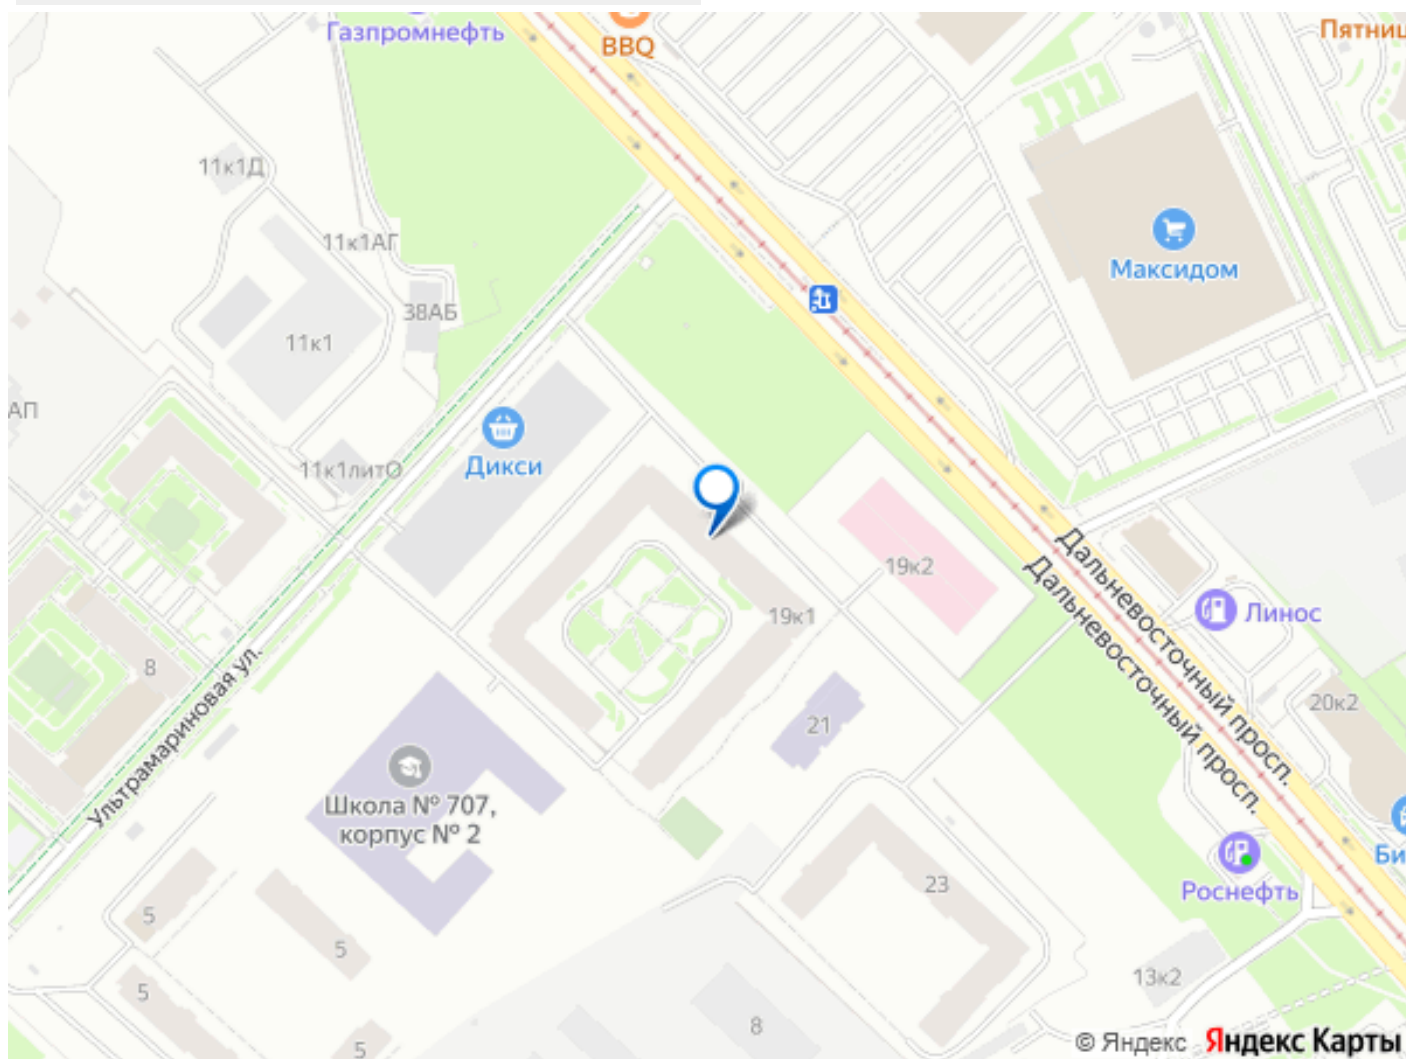 Газпромнефть
BBQ
Пятниц
11к1Д
11к1АГ
Максидом
38АБ
11к1
АП
Дикси
11к1литО
19к2
Дальневосточный просп.
Дальневосточный просп.
Линос
19к1
8
Ультрамариновая ул.
21
20к2
Школа № 707,
корпус № 2
Би
Роснефть
23
5
5
13к2
5
8
5
© Яндекс Яндекс Карты